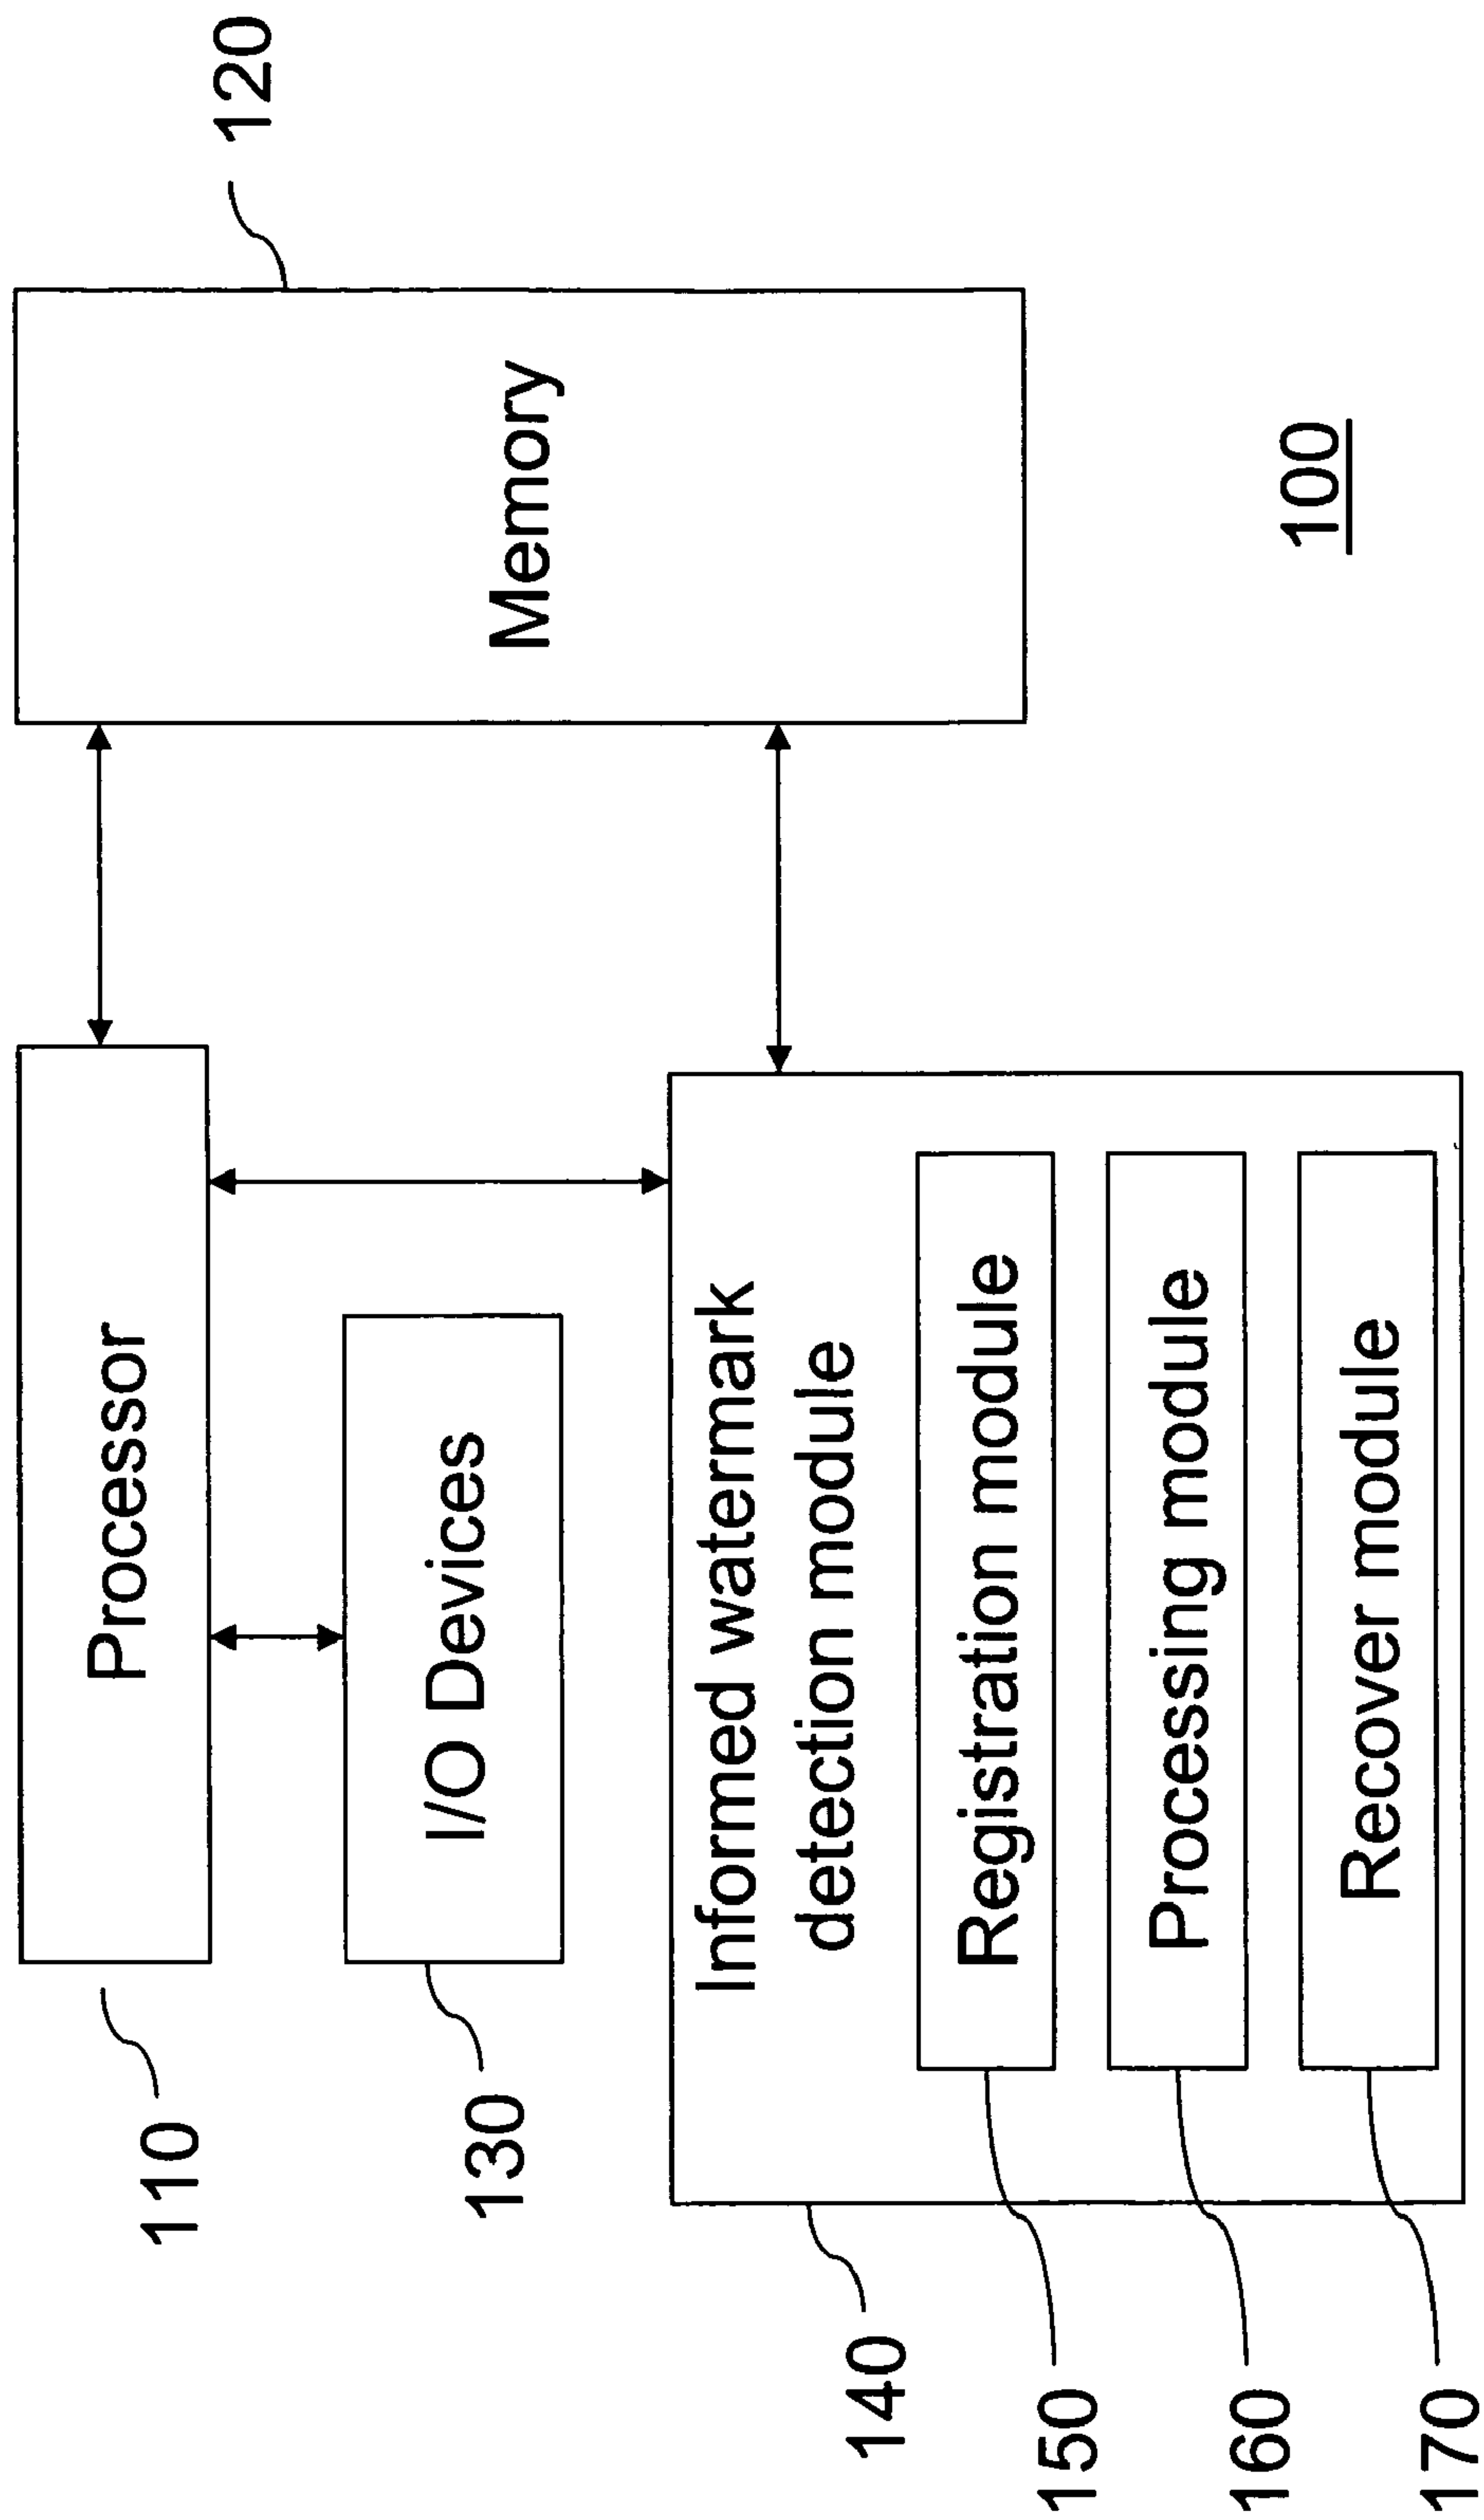 110
Processor
120
Memory
130
I/O Devices
140
Informed watermark
detection module
150
Registration module
160
Processing module
170
Recover module
100